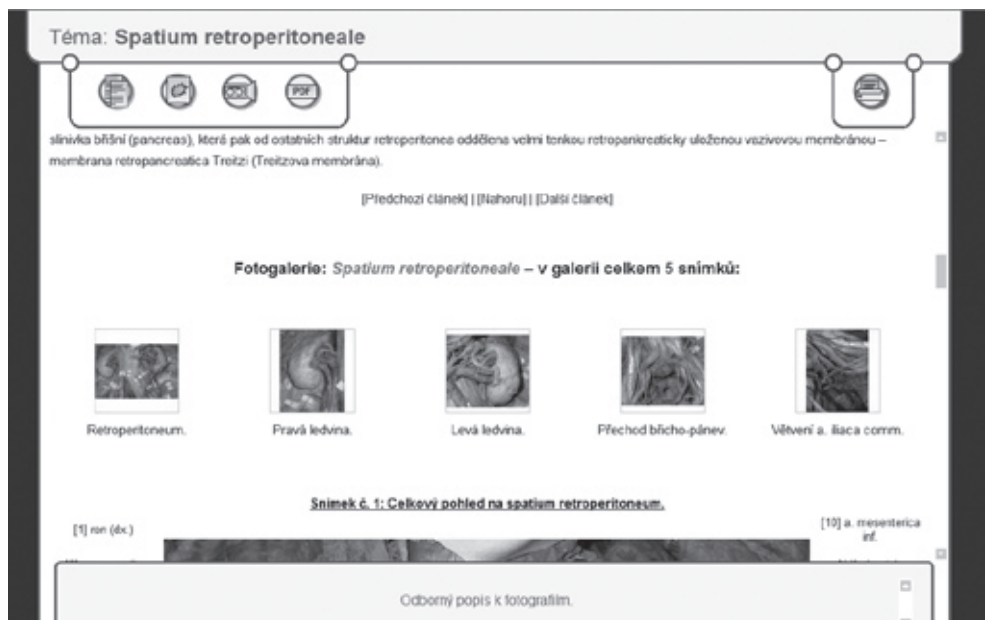 Téma: Spatium retroperitoneale
PDF
slinivka břišní (pancreas), která pak od ostatních struktur retroperitonea oddělena velmi tenkou retropankreaticky uloženou vazivovou membránou –
membrana retropancreatica Treitzi (Treitzova membrána).
[Předchozí článek] | [Nahoru] | [Další článek]
Fotogalerie: Spatium retroperitoneale – v galerii celkem 5 snímků:
Retroperitoneum.
Pravá ledvina.
Levá ledvina.
Přechod břicho-pánev.
Větvení a. iliaca comm.
Snímek č. 1: Celkový pohled na spatium retroperitoneum.
[1] ren (dx.)
[10] a. mesenterica
inf.
Odborný popis k fotografiím.